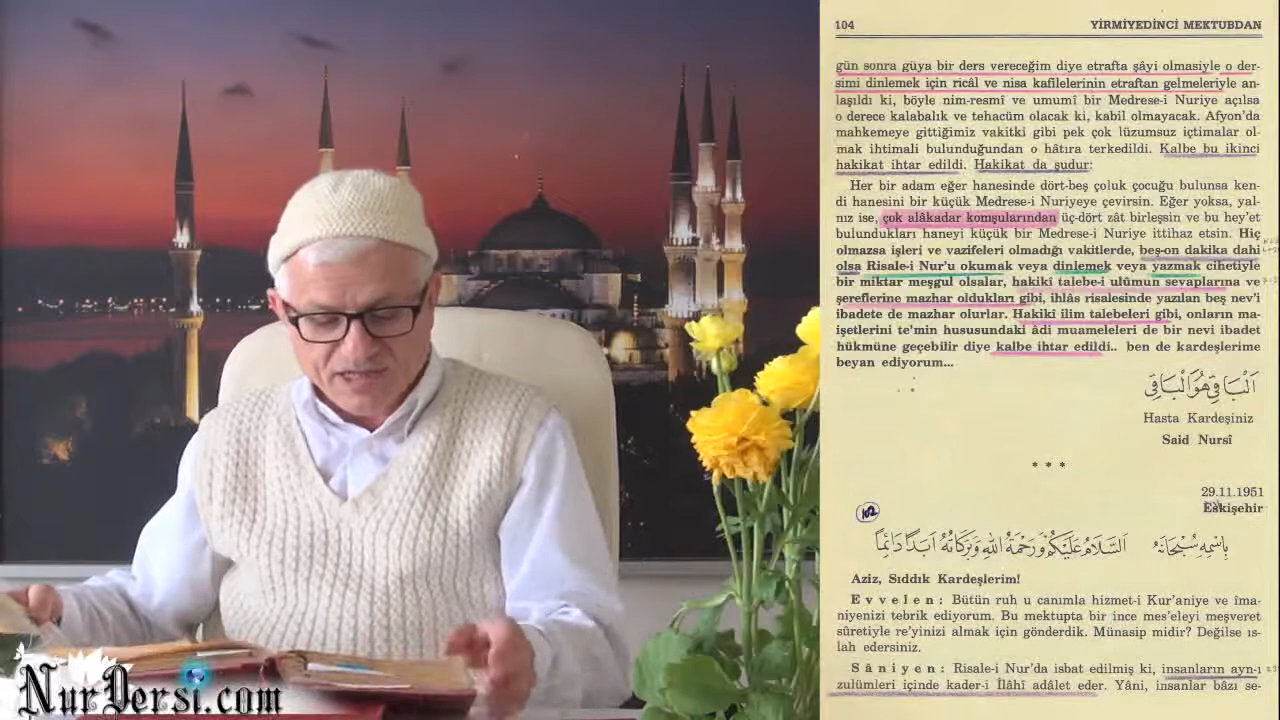 104
YİRMİYEDİNCİ MEKTUBDAN
gün sonra güya bir ders vereceğim diye etrafta şâyi olmasiyle o der-
simi dinlemek için ricâl ve nisa kafilelerinin etraftan gelmeleriyle an-
laşıldı ki, böyle nim-resmî ve umumî bir Medrese-i Nuriye açılsa
o derece kalabalık ve tehacüm olacak ki, kabil olmayacak. Afyon'da
mahkemeye gittiğimiz vakitki gibi pek çok lüzumsuz içtimalar ol-
mak ihtimali bulunduğundan o hâtıra terkedildi. Kalbe bu ikinci
hakikat ihtar edildi. Hakikat da şudur:
Her bir adam eğer hanesinde dört-beş çoluk çocuğu bulunsa ken-
di hanesini bir küçük Medrese-i Nuriyeye çevirsin. Eğer yoksa, yal-
nız ise, çok alâkadar komşularından üç-dört zât birleşsin ve bu hey'et
bulundukları haneyi küçük bir Medrese-i Nuriye ittihaz etsin. Hiç
olmazsa işleri ve vazifeleri olmadığı vakitlerde, beş-on dakika dahi
olsa Risale-i Nur'u okumak veya dinlemek veya yazmak cihetiyle
bir miktar meşgul olsalar, hakikî talebe-i ulûmun sevaplarına ve
şereflerine mazhar oldukları gibi, ihlâs risalesinde yazılan beş nev'i
ibadete de mazhar olurlar. Hakikî ilim talebeleri gibi, onların ma-
işetlerini te'min hususundaki âdi muameleleri de bir nevi ibadet
hükmüne geçebilir diye kalbe ihtar edildi.. ben de kardeşlerime
beyan ediyorum...
اَلْبَاقِي هُوَ الْبَاقِي
Hasta Kardeşiniz
Said Nursî
* * *
29.11.1951
Eskişehir
102
بِاسْمِهِ سُبْحَانَهُ اَلسَّلَامُ عَلَيْكُمْ وَرَحْمَةُ اللهِ وَبَرَكَاتُهُ اَبَدًا دَائِمًا
Aziz, Sıddık Kardeşlerim!
Evvelen: Bütün ruh u canımla hizmet-i Kur'aniye ve îma-
niyenizi tebrik ediyorum. Bu mektupta bir ince mes'eleyi meşveret
sûretiyle re'yinizi almak için gönderdik. Münasip midir? Değilse ıs-
lah edersiniz.
Sâniyen: Risale-i Nur'da isbat edilmiş ki, insanların ayn-ı
zulümleri içinde kader-i İlâhî adâlet eder. Yâni, insanlar bâzı se-
NurDersi.com